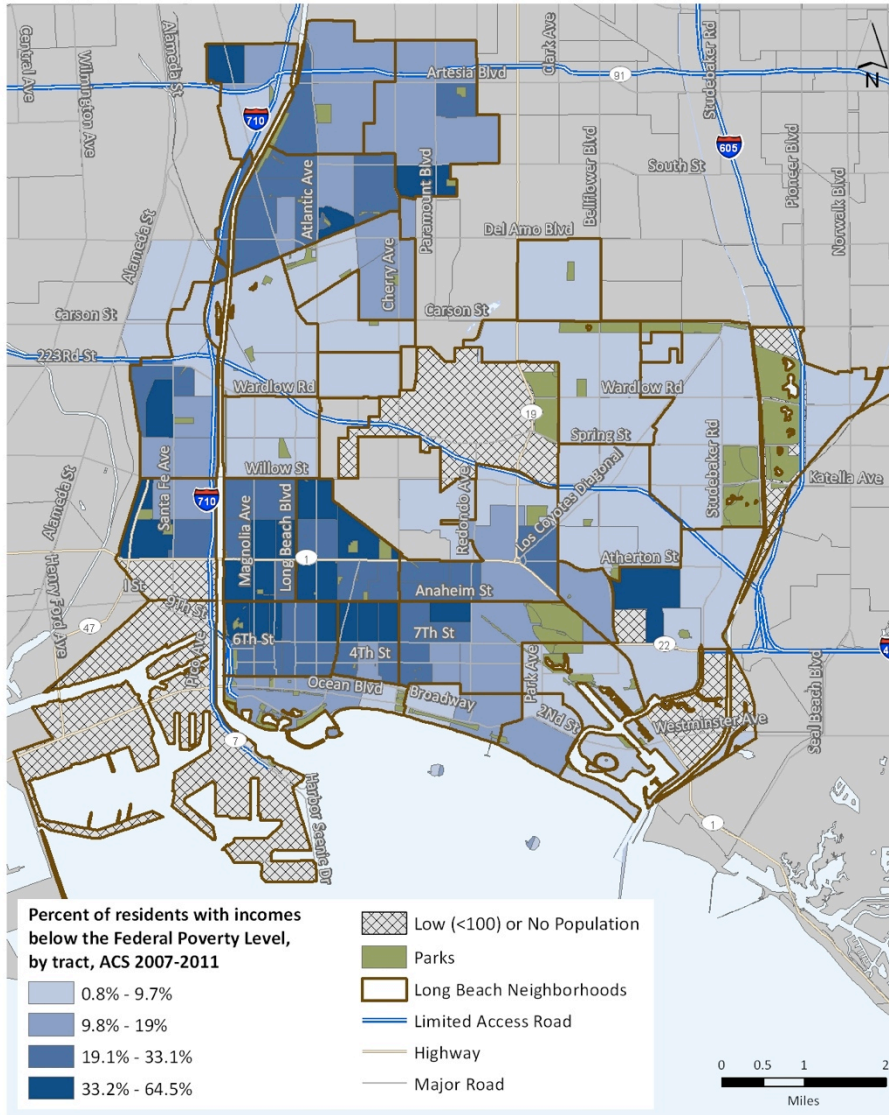 Central Ave
Wilmington Ave
Alameda St
Clark Ave
Studebaker Rd
Artesia Blvd
91
N
710
605
Pioneer Blvd
Norwalk Blvd
South St
Bellflower Blvd
Atlantic Ave
Paramount Blvd
Alameda St
Del Amo Blvd
Cherry Ave
Carson St
Carson St
223Rd St
Wardlow Rd
Wardlow Rd
19
Spring St
Studebaker Rd
Willow St
Katella Ave
Alameda St
Santa Fe Ave
710
Magnolia Ave
Long Beach Blvd
Redondo Ave
Los Coyotes Diagonal
1
Atherton St
Anaheim St
I St
Henry Ford Ave
9th St
47
6Th St
7Th St
4Th St
22
Pico Ave
Ocean Blvd
Broadway
Park Ave
2Nd St
Westminster Ave
Seal Beach Blvd
7
Harbor Scenic Dr
1
Percent of residents with incomes
below the Federal Poverty Level,
by tract, ACS 2007-2011
0.8% - 9.7%
9.8% - 19%
19.1% - 33.1%
33.2% - 64.5%
Low (<100) or No Population
Parks
Long Beach Neighborhoods
Limited Access Road
Highway
Major Road
0 0.5 1 2
Miles